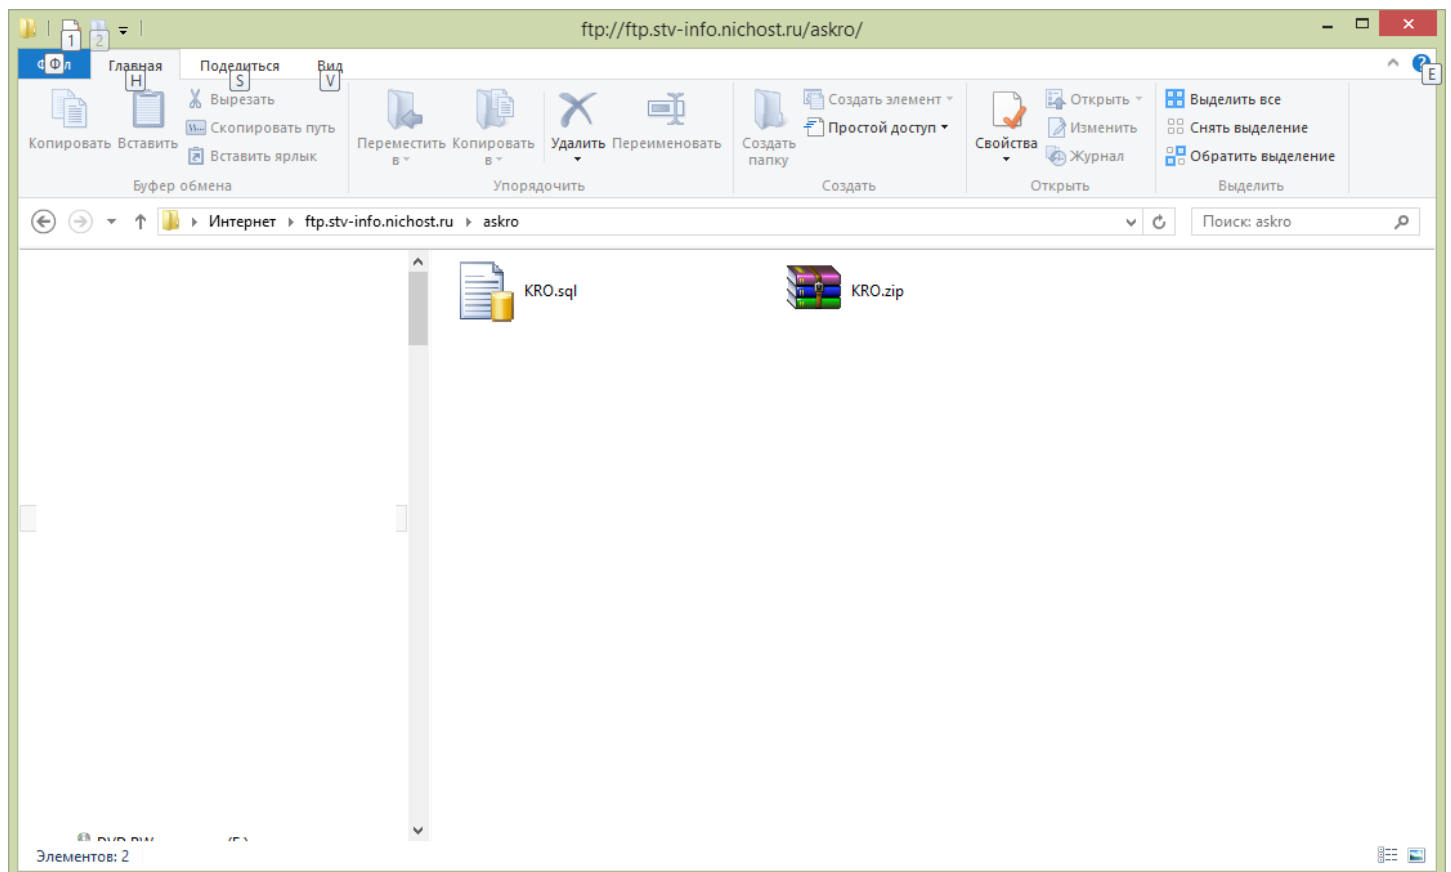 ftp://ftp.stv-info.nichost.ru/askro/
1 2
Ф Главная Поделиться Вид
H S V E
Копировать Вставить Вырезать
Скопировать путь
Вставить ярлык
Буфер обмена
Переместить в Копировать в Удалить Переименовать
Упорядочить
Создать папку Создать элемент
Простой доступ
Создать
Свойства Открыть
Изменить
Журнал
Открыть
Выделить все
Снять выделение
Обратить выделение
Выделить
Интернет ftp.stv-info.nichost.ru askro
Поиск: askro
KRO.sql KRO.zip
Элементов: 2